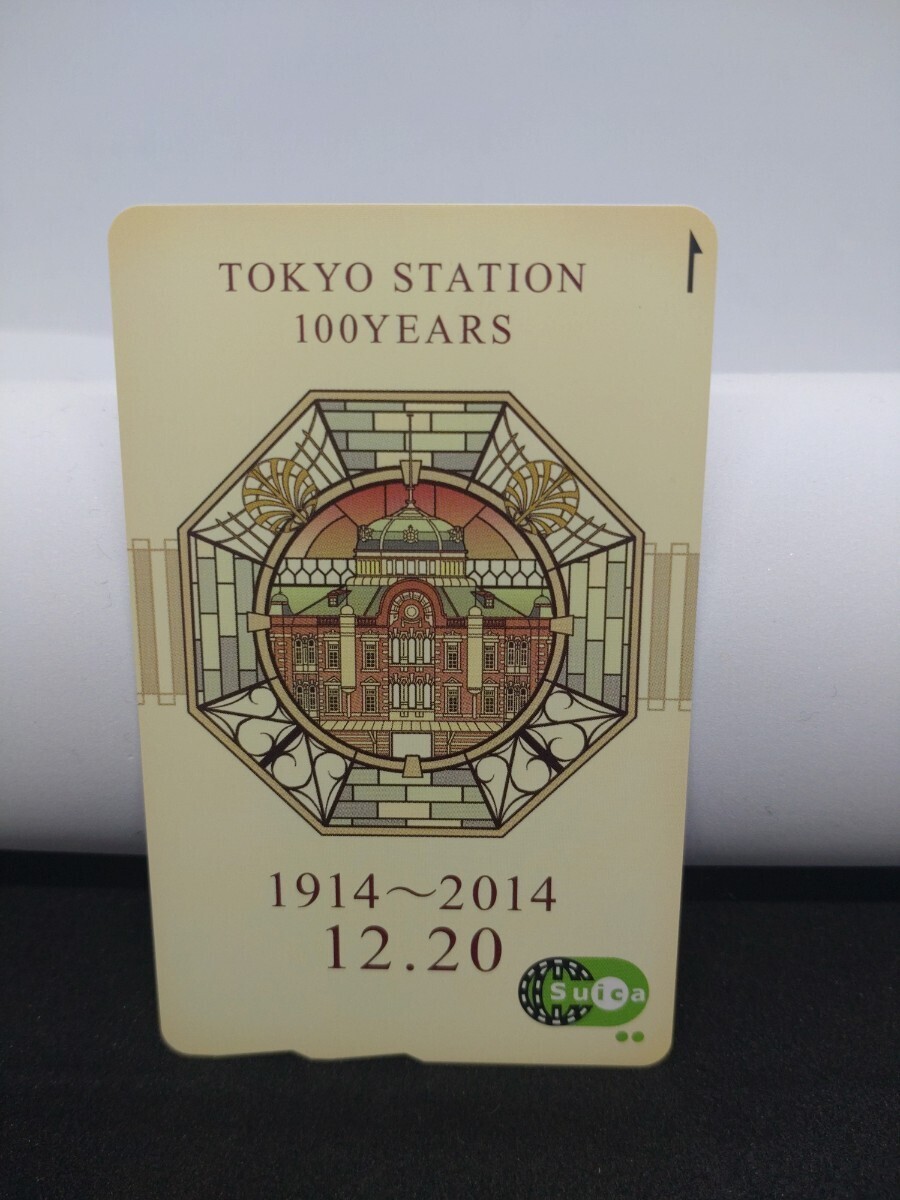 TOKYO STATION
100YEARS
1914～2014
12.20
Suica